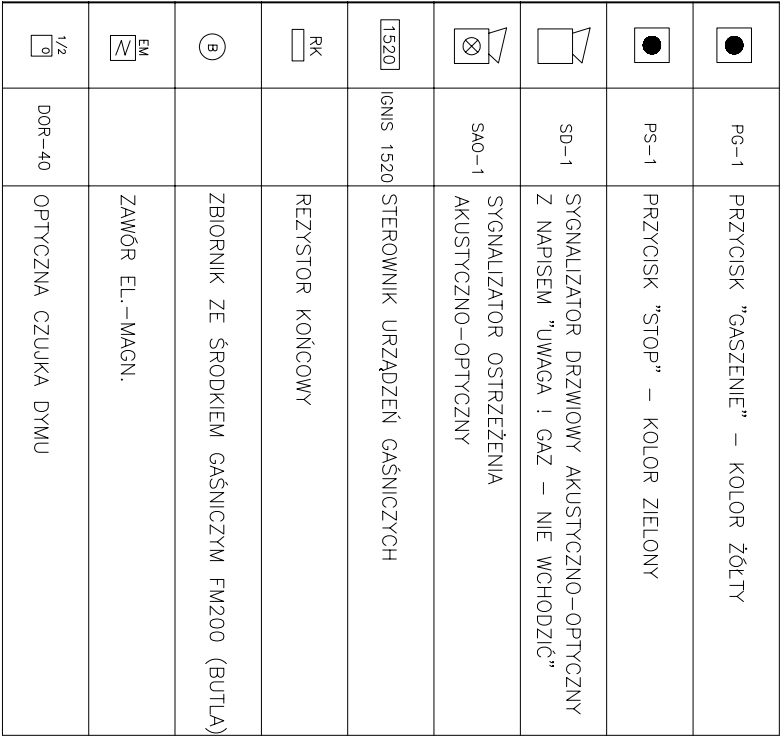 PG-1 PRZYCISK "GASZENIE" - KOLOR ŻÓŁTY
PS-1 PRZYCISK "STOP" - KOLOR ZIELONY
SD-1 SYGNALIZATOR DRZWIOWY AKUSTYCZNO-OPTYCZNY
Z NAPISEM "UWAGA ! GAZ - NIE WCHODZIĆ"
SAO-1 SYGNALIZATOR OSTRZEŻENIA
AKUSTYCZNO-OPTYCZNY
1520 IGNIS 1520 STEROWNIK URZĄDZEŃ GAŚNICZYCH
RK REZYSTOR KOŃCOWY
B ZBIORNIK ZE ŚRODKIEM GAŚNICZYM FM200 (BUTLA)
EM ZAWÓR EL.-MAGN.
1/2 O DOR-40 OPTYCZNA CZUJKA DYMU